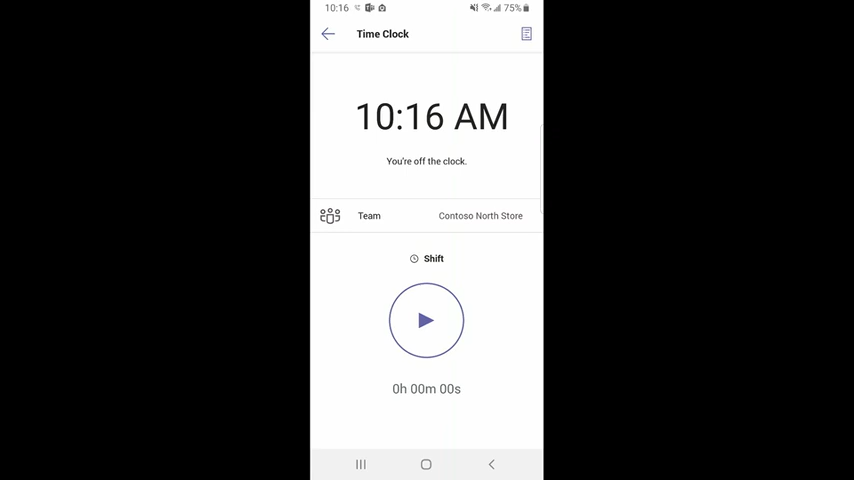 10:16 75%
Time Clock
10:16 AM
You're off the clock.
Team Contoso North Store
Shift
0h 00m 00s